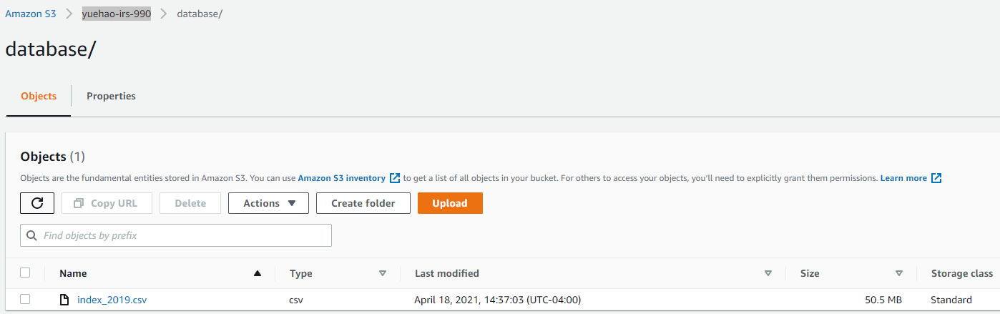 Amazon S3 > yuehao-irs-990 > database/
database/
Objects Properties
Objects (1)
Objects are the fundamental entities stored in Amazon S3. You can use Amazon S3 inventory to get a list of all objects in your bucket. For others to access your objects, you'll need to explicitly grant them permissions. Learn more
Copy URL Delete Actions Create folder Upload
Find objects by prefix
Name Type Last modified Size Storage class
index_2019.csv csv April 18, 2021, 14:37:03 (UTC-04:00) 50.5 MB Standard